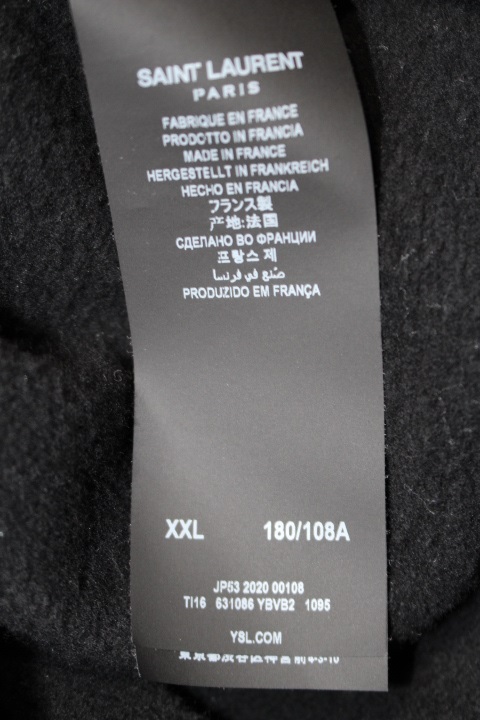 SAINT LAURENT
PARIS
FABRIQUE EN FRANCE
PRODOTTO IN FRANCIA
MADE IN FRANCE
HERGESTELLT IN FRANKREICH
HECHO EN FRANCIA
フランス製
产地:法国
СДЕЛАНО ВО ФРАНЦИИ
프랑스 제
صنع في فرنسا
PRODUZIDO EM FRANÇA
XXL 180/108A
JP53 2020 00108
TI16 631086 YBVB2 1095
YSL.COM